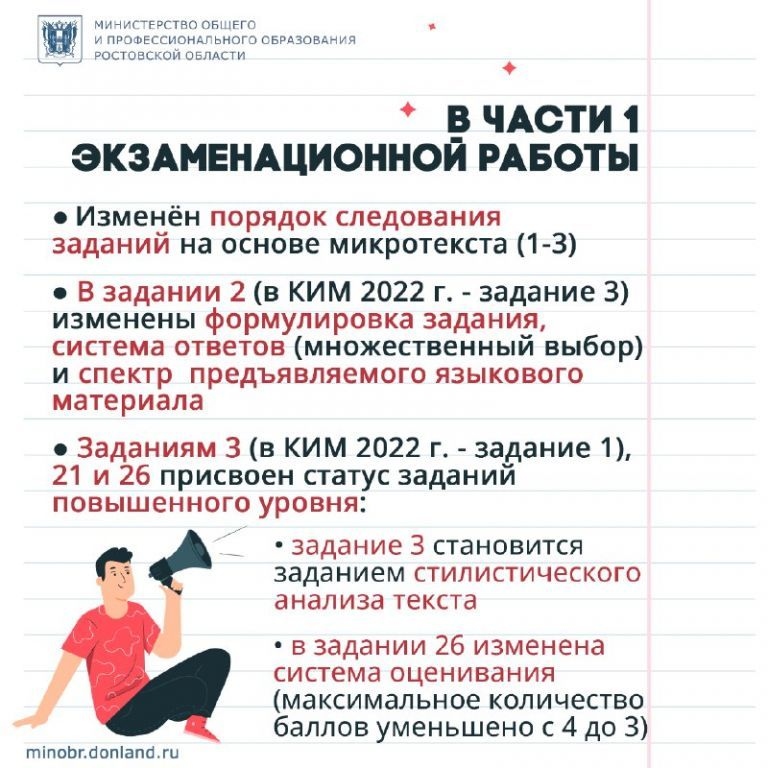 МИНИСТЕРСТВО ОБЩЕГО
И ПРОФЕССИОНАЛЬНОГО ОБРАЗОВАНИЯ
РОСТОВСКОЙ ОБЛАСТИ
В ЧАСТИ 1
ЭКЗАМЕНАЦИОННОЙ РАБОТЫ
● Изменён порядок следования
заданий на основе микротекста (1-3)
● В задании 2 (в КИМ 2022 г. - задание 3)
изменены формулировка задания,
система ответов (множественный выбор)
и спектр предъявляемого языкового
материала
● Заданиям 3 (в КИМ 2022 г. - задание 1),
21 и 26 присвоен статус заданий
повышенного уровня:
• задание 3 становится
заданием стилистического
анализа текста
• в задании 26 изменена
система оценивания
(максимальное количество
баллов уменьшено с 4 до 3)
minobr.donland.ru